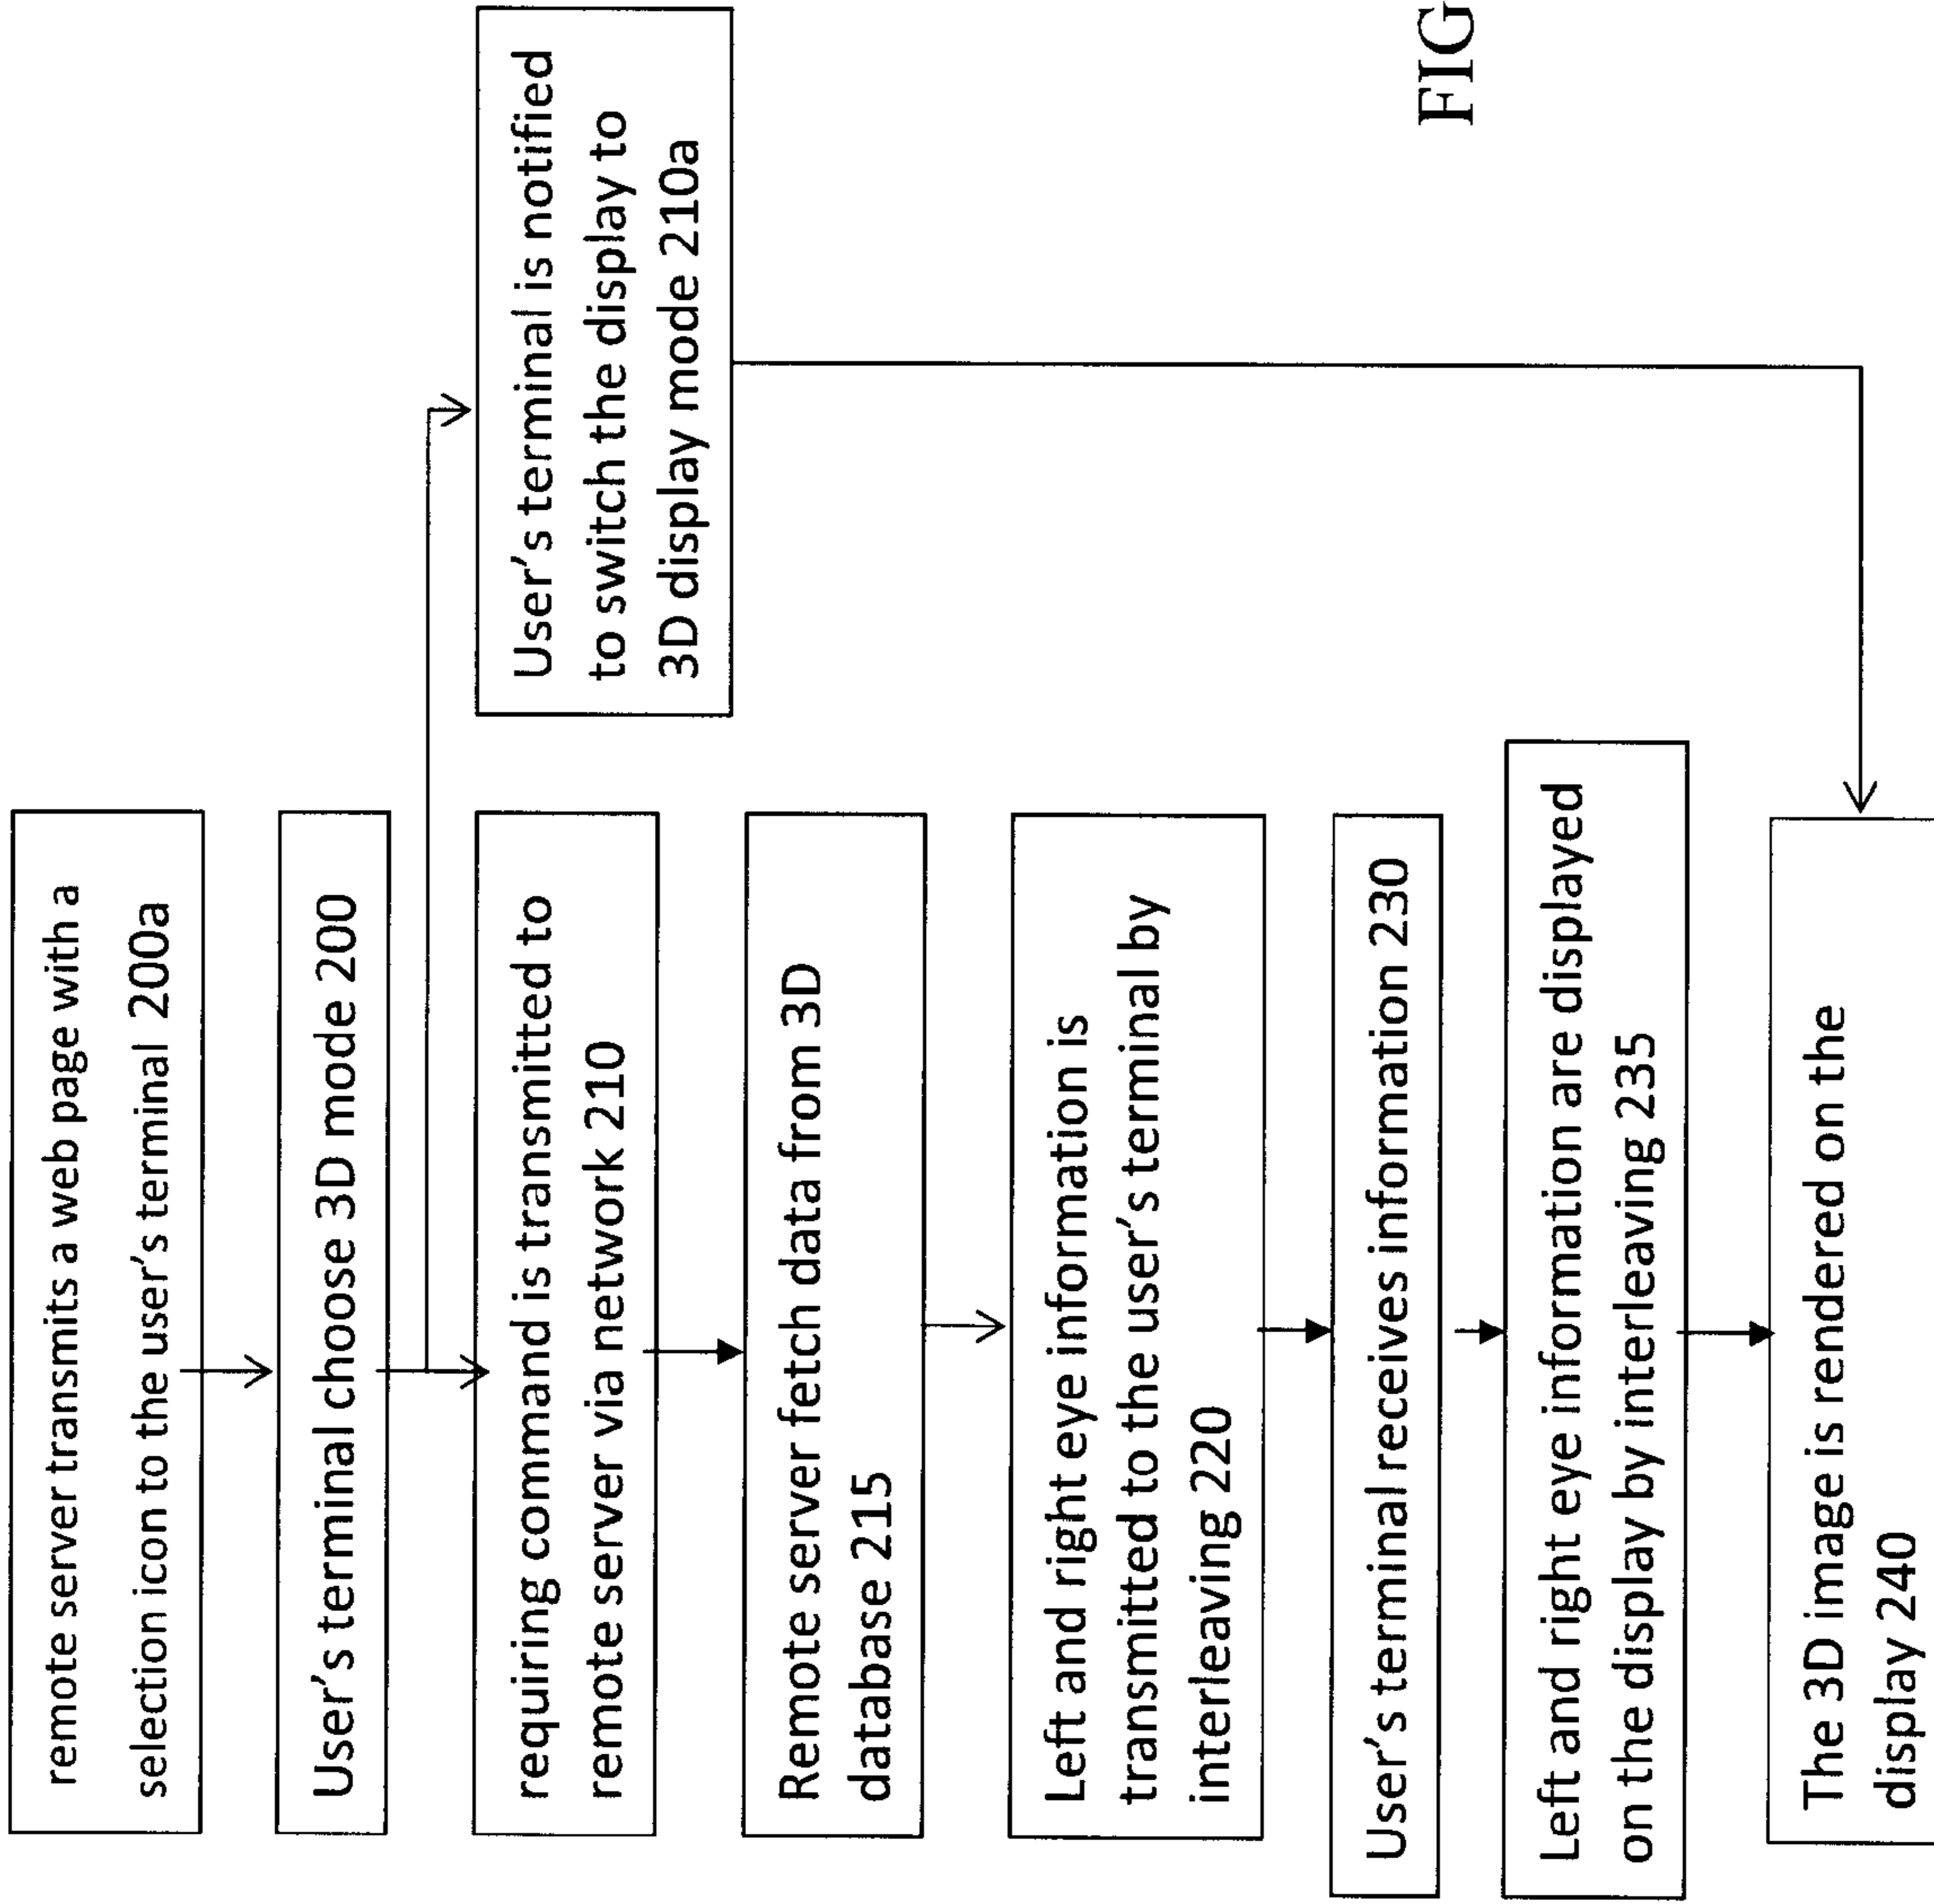 remote server transmits a web page with a
selection icon to the user's terminal 200a
User's terminal choose 3D mode 200
requiring command is transmitted to
remote server via network 210
User's terminal is notified
to switch the display to
3D display mode 210a
Remote server fetch data from 3D
database 215
Left and right eye information is
transmitted to the user's terminal by
interleaving 220
User's terminal receives information 230
Left and right eye information are displayed
on the display by interleaving 235
The 3D image is rendered on the
display 240
FIG